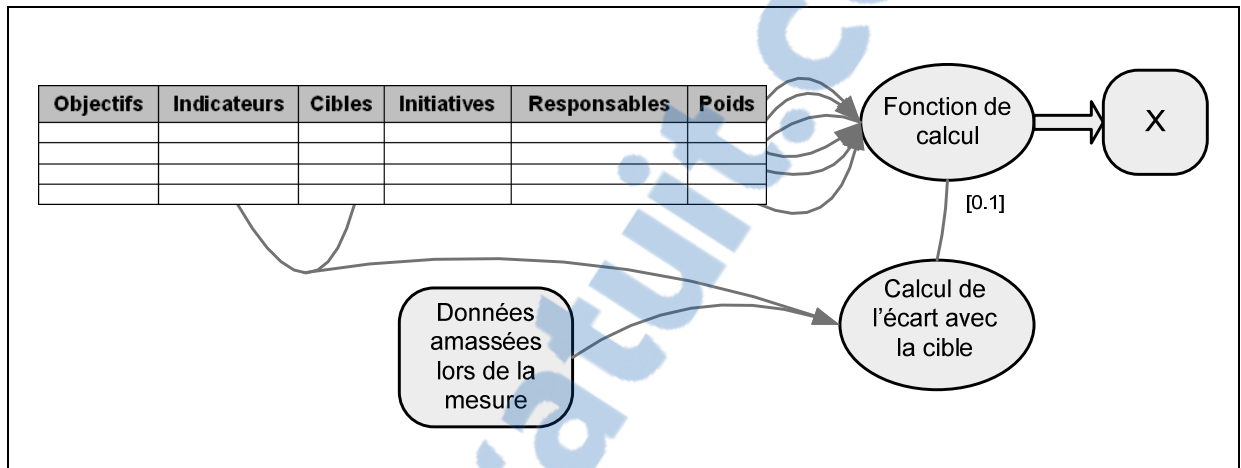 Objectifs Indicateurs Cibles Initiatives Responsables Poids
Fonction de
calcul
X
[0.1]
Calcul de
l'écart avec
la cible
Données
amassées
lors de la
mesure
atuit.c